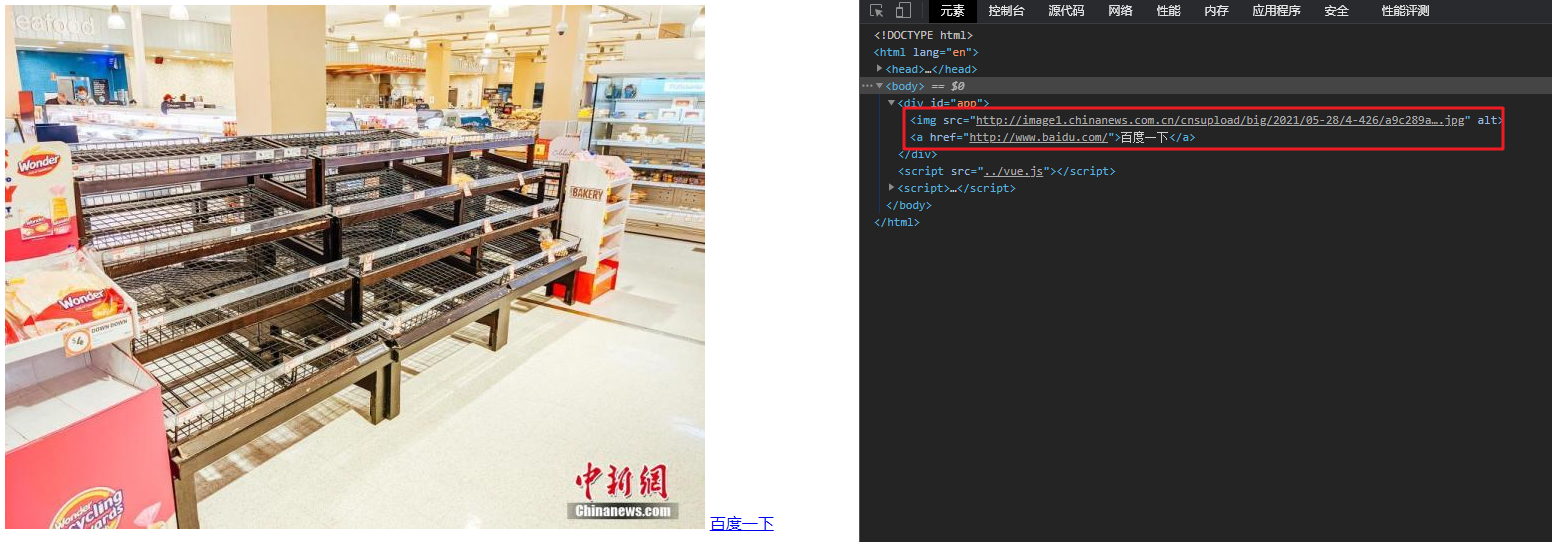 seafood
Wonder
BAKERY
Wonder
DOWN DOWN
$4
Wonder
中新網
Chinanews.com
百度一下
元素 控制台 源代码 网络 性能 内存 应用程序 安全 性能评测
<!DOCTYPE html>
<html lang="en">
<head>…</head>
<body> == $0
<div id="app">
<img src="http://image1.chinanews.com.cn/cnsupload/big/2021/05-28/4-426/a9c289a….jpg" alt>
<a href="http://www.baidu.com/">百度一下</a>
</div>
<script src="../vue.js"></script>
<script>…</script>
</body>
</html>